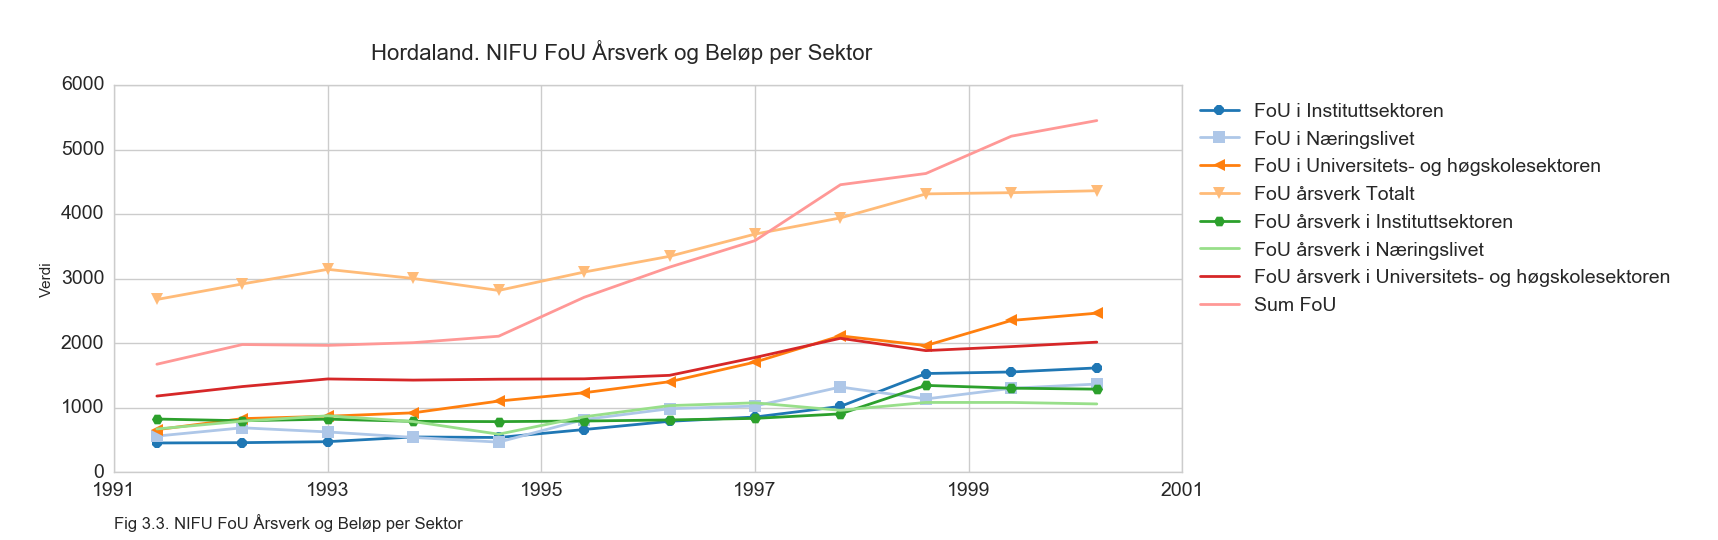 Hordaland. NIFU FoU Årsverk og Beløp per Sektor
6000
5000
4000
3000
2000
1000
0
Verdi
1991
1993
1995
1997
1999
2001
FoU i Instituttsektoren
FoU i Næringslivet
FoU i Universitets- og høgskolesektoren
FoU årsverk Totalt
FoU årsverk i Instituttsektoren
FoU årsverk i Næringslivet
FoU årsverk i Universitets- og høgskolesektoren
Sum FoU
Fig 3.3. NIFU FoU Årsverk og Beløp per Sektor